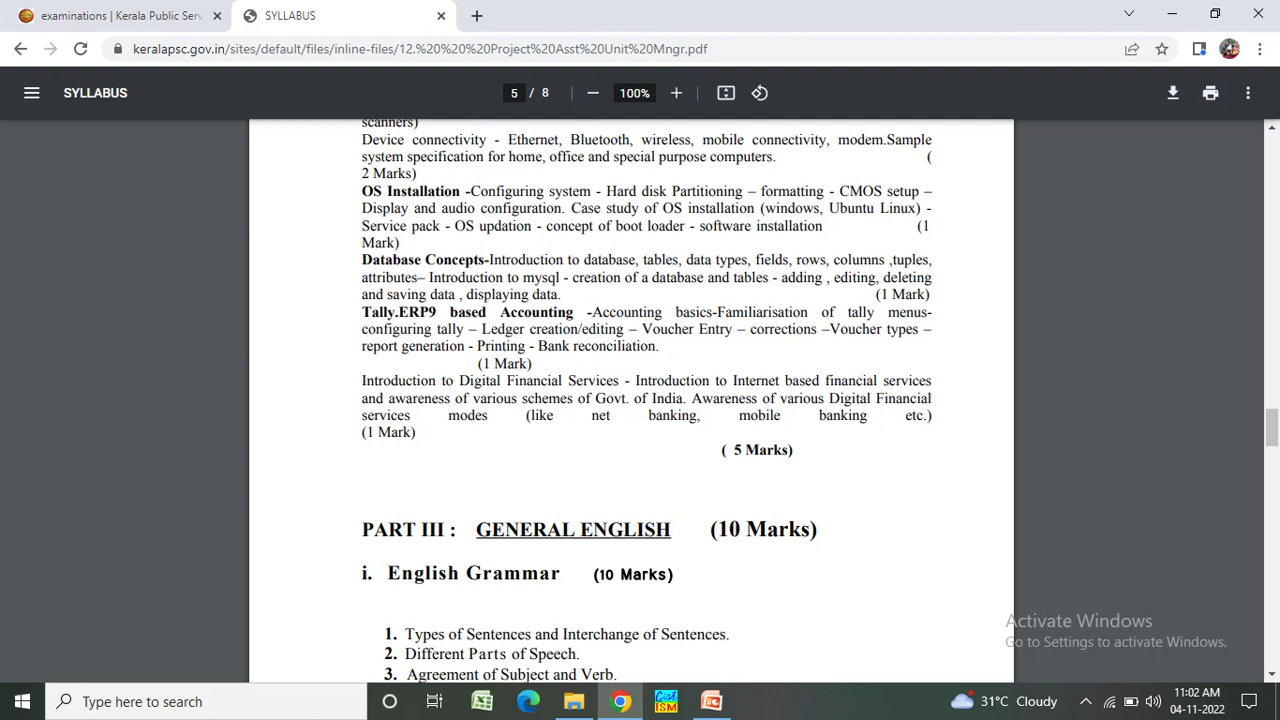 examinations | Kerala Public Serv
SYLLABUS
keralapsc.gov.in/sites/default/files/inline-files/12.%20%20%20Project%20Asst%20Unit%20Mngr.pdf
SYLLABUS
5 / 8
100%
scanners)
Device connectivity - Ethernet, Bluetooth, wireless, mobile connectivity, modem.Sample
system specification for home, office and special purpose computers. (
2 Marks)
OS Installation -Configuring system - Hard disk Partitioning – formatting - CMOS setup –
Display and audio configuration. Case study of OS installation (windows, Ubuntu Linux) -
Service pack - OS updation - concept of boot loader - software installation (1
Mark)
Database Concepts-Introduction to database, tables, data types, fields, rows, columns ,tuples,
attributes– Introduction to mysql - creation of a database and tables - adding , editing, deleting
and saving data , displaying data. (1 Mark)
Tally.ERP9 based Accounting -Accounting basics-Familiarisation of tally menus-
configuring tally – Ledger creation/editing – Voucher Entry – corrections –Voucher types –
report generation - Printing - Bank reconciliation.
(1 Mark)
Introduction to Digital Financial Services - Introduction to Internet based financial services
and awareness of various schemes of Govt. of India. Awareness of various Digital Financial
services modes (like net banking, mobile banking etc.)
(1 Mark)
( 5 Marks)
PART III : GENERAL ENGLISH (10 Marks)
i. English Grammar (10 Marks)
1. Types of Sentences and Interchange of Sentences.
2. Different Parts of Speech.
3. Agreement of Subject and Verb.
Activate Windows
Go to Settings to activate Windows.
Type here to search
31°C Cloudy
11:02 AM
04-11-2022